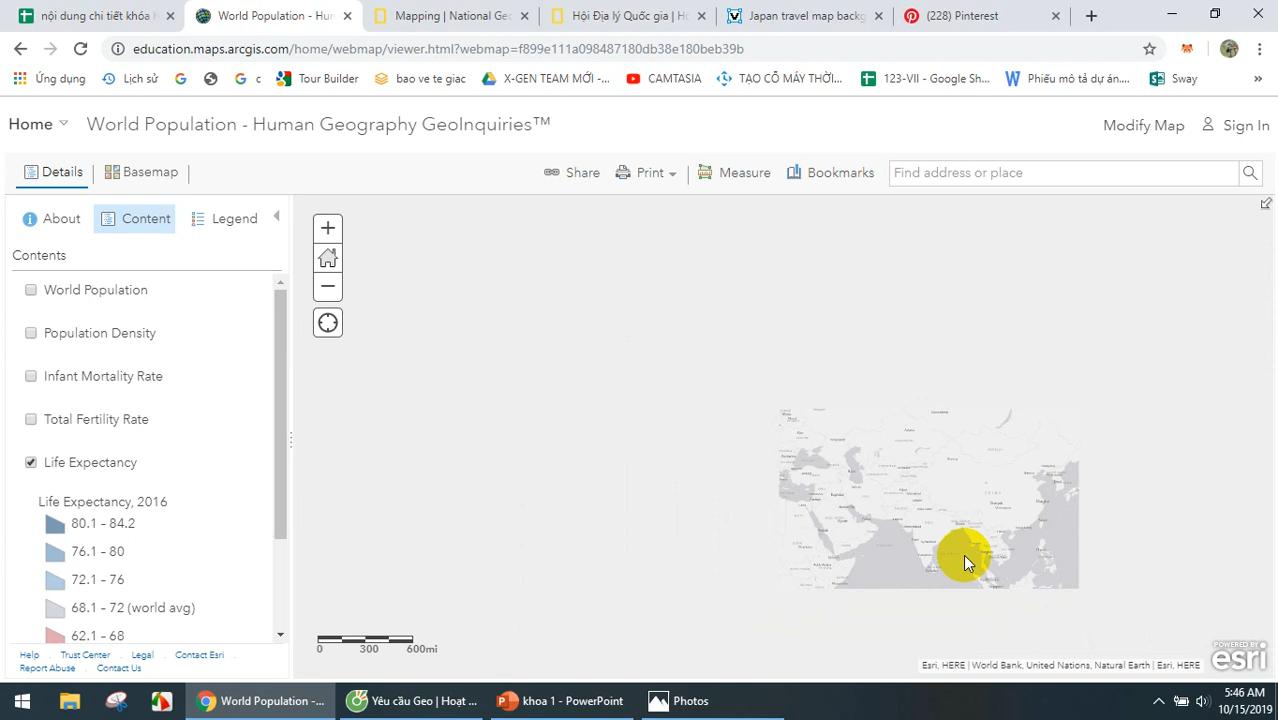 nội dung chi tiết khóa H
World Population - Hum
Mapping | National Geo
Hội Địa lý Quốc gia | Ho
Japan travel map backg
(228) Pinterest
education.maps.arcgis.com/home/webmap/viewer.html?webmap=f899e111a098487180db38e180beb39b
Ứng dụng
Lịch sử
G c
Tour Builder
bao ve te giac
X-GEN TEAM MỚI -...
CAMTASIA
TẠO CỖ MÁY THỜI...
123-VII - Google Sh...
Phiếu mô tả dự án....
Sway
Home
World Population - Human Geography GeoInquiries™
Modify Map
Sign In
Details
Basemap
Share
Print
Measure
Bookmarks
Find address or place
About
Content
Legend
Contents
World Population
Population Density
Infant Mortality Rate
Total Fertility Rate
Life Expectancy
Life Expectancy, 2016
80.1 – 84.2
76.1 – 80
72.1 – 76
68.1 – 72 (world avg)
62.1 – 68
0 300 600mi
Help
Trust Center
Legal
Contact Esri
Report Abuse
Contact Us
Esri, HERE | World Bank, United Nations, Natural Earth | Esri, HERE
POWERED BY
esri
World Population -...
Yêu cầu Geo | Hoạt ...
khoa 1 - PowerPoint
Photos
5:46 AM
10/15/2019